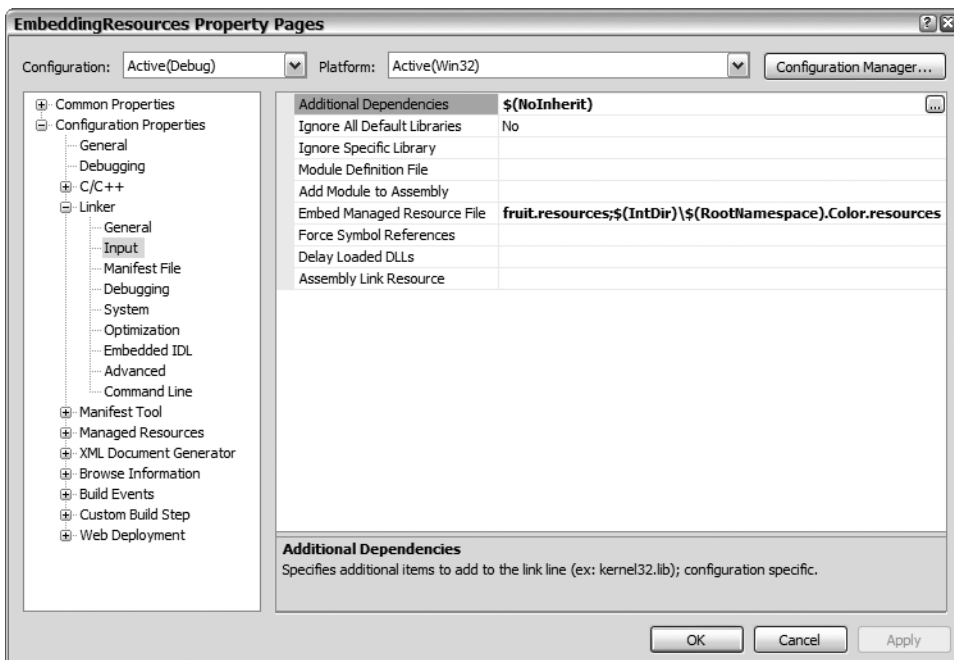 EmbeddingResources Property Pages
Configuration: Active(Debug) Platform: Active(Win32) Configuration Manager...
Common Properties
Configuration Properties
General
Debugging
C/C++
Linker
General
Input
Manifest File
Debugging
System
Optimization
Embedded IDL
Advanced
Command Line
Manifest Tool
Managed Resources
XML Document Generator
Browse Information
Build Events
Custom Build Step
Web Deployment
Additional Dependencies $(NoInherit) ...
Ignore All Default Libraries No
Ignore Specific Library
Module Definition File
Add Module to Assembly
Embed Managed Resource File fruit.resources;$(IntDir)\$(RootNamespace).Color.resources
Force Symbol References
Delay Loaded DLLs
Assembly Link Resource
Additional Dependencies
Specifies additional items to add to the link line (ex: kernel32.lib); configuration specific.
OK Cancel Apply